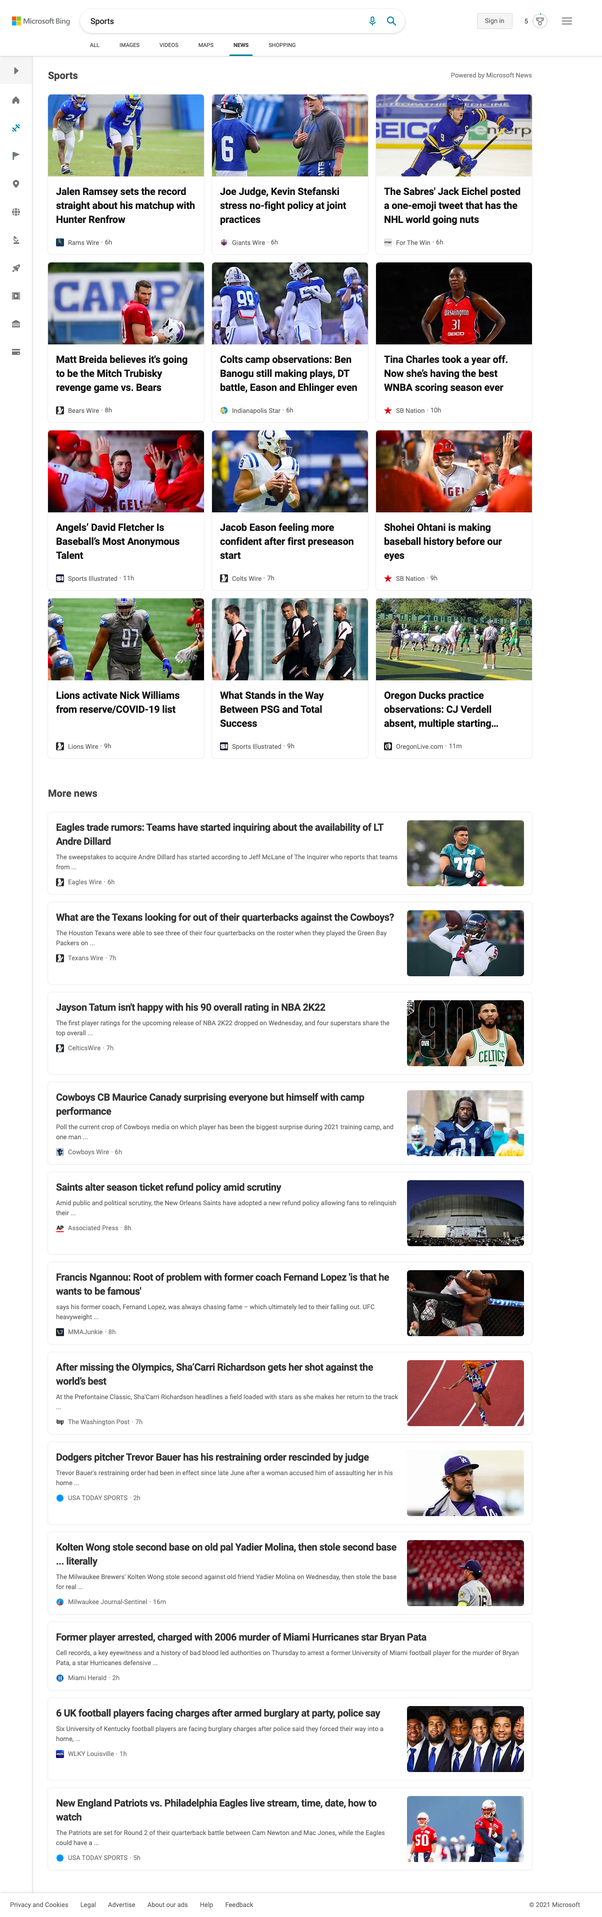 Microsoft Bing
Sports
Sign in
5
ALL
IMAGES
VIDEOS
MAPS
NEWS
SHOPPING
Sports
Powered by Microsoft News
Jalen Ramsey sets the record
straight about his matchup with
Hunter Renfrow
Rams Wire · 6h
Joe Judge, Kevin Stefanski
stress no-fight policy at joint
practices
Giants Wire · 6h
The Sabres' Jack Eichel posted
a one-emoji tweet that has the
NHL world going nuts
For The Win · 6h
CAMP
Matt Breida believes it's going
to be the Mitch Trubisky
revenge game vs. Bears
Bears Wire · 8h
Colts camp observations: Ben
Banogu still making plays, DT
battle, Eason and Ehlinger even
Indianapolis Star · 6h
Washington
31
GEICO
Tina Charles took a year off.
Now she's having the best
WNBA scoring season ever
SB Nation · 10h
Angels' David Fletcher Is
Baseball's Most Anonymous
Talent
Sports Illustrated · 11h
Jacob Eason feeling more
confident after first preseason
start
Colts Wire · 7h
Shohei Ohtani is making
baseball history before our
eyes
SB Nation · 9h
97
Lions activate Nick Williams
from reserve/COVID-19 list
Lions Wire · 9h
What Stands in the Way
Between PSG and Total
Success
Sports Illustrated · 9h
Oregon Ducks practice
observations: CJ Verdell
absent, multiple starting...
OregonLive.com · 11m
More news
Eagles trade rumors: Teams have started inquiring about the availability of LT
Andre Dillard
The sweepstakes to acquire Andre Dillard has started according to Jeff McLane of The Inquirer who reports that teams
from ...
Eagles Wire · 6h
77
What are the Texans looking for out of their quarterbacks against the Cowboys?
The Houston Texans were able to see three of their four quarterbacks on the roster when they played the Green Bay
Packers on ...
Texans Wire · 7h
Jayson Tatum isn't happy with his 90 overall rating in NBA 2K22
The first player ratings for the upcoming release of NBA 2K22 dropped on Wednesday, and four superstars share the
top overall ...
CelticsWire · 7h
90
OVR
CELTICS
Cowboys CB Maurice Canady surprising everyone but himself with camp
performance
Poll the current crop of Cowboys media on which player has been the biggest surprise during 2021 training camp, and
one man ...
Cowboys Wire · 6h
Saints alter season ticket refund policy amid scrutiny
Amid public and political scrutiny, the New Orleans Saints have adopted a new refund policy allowing fans to relinquish
their ...
AP Associated Press · 8h
Francis Ngannou: Root of problem with former coach Fernand Lopez 'is that he
wants to be famous'
says his former coach, Fernand Lopez, was always chasing fame – which ultimately led to their falling out. UFC
heavyweight ...
MMAJunkie · 8h
After missing the Olympics, Sha'Carri Richardson gets her shot against the
world's best
At the Prefontaine Classic, Sha'Carri Richardson headlines a field loaded with stars as she makes her return to the track
...
wp The Washington Post · 7h
Dodgers pitcher Trevor Bauer has his restraining order rescinded by judge
Trevor Bauer's restraining order had been in effect since late June after a woman accused him of assaulting her in his
home ...
USA TODAY SPORTS · 2h
Kolten Wong stole second base on old pal Yadier Molina, then stole second base
... literally
The Milwaukee Brewers' Kolten Wong stole second against old friend Yadier Molina on Wednesday, then stole the base
for real ...
Milwaukee Journal-Sentinel · 16m
Former player arrested, charged with 2006 murder of Miami Hurricanes star Bryan Pata
Cell records, a key eyewitness and a history of bad blood led authorities on Thursday to arrest a former University of Miami football player for the murder of Bryan
Pata, a star Hurricanes defensive ...
Miami Herald · 2h
6 UK football players facing charges after armed burglary at party, police say
Six University of Kentucky football players are facing burglary charges after police said they forced their way into a
home, ...
WLKY Louisville · 1h
New England Patriots vs. Philadelphia Eagles live stream, time, date, how to
watch
The Patriots are set for Round 2 of their quarterback battle between Cam Newton and Mac Jones, while the Eagles
could have a ...
USA TODAY SPORTS · 5h
50
Privacy and Cookies
Legal
Advertise
About our ads
Help
Feedback
© 2021 Microsoft